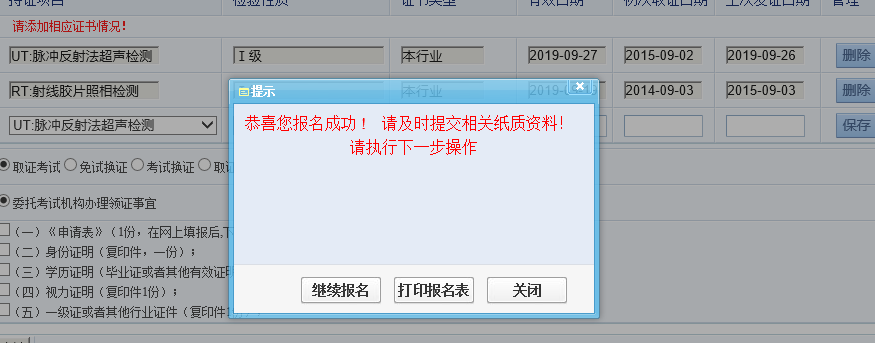 持证项目 检验性质 证书类型 有效日期 初次取证日期 上次发证日期 管理
请添加相应证书情况！
UT:脉冲反射法超声检测 Ⅰ级 本行业 2019-09-27 2015-09-02 2019-09-26 删除
RT:射线胶片照相检测 2014-09-03 2015-09-03 删除
UT:脉冲反射法超声检测 保存
提示
恭喜您报名成功！ 请及时提交相关纸质资料！
请执行下一步操作
继续报名 打印报名表 关闭
取证考试 免试换证 考试换证 取证
委托考试机构办理领证事宜
（一）《申请表》（1份，在网上填报后,下
（二）身份证明（复印件，一份）；
（三）学历证明（毕业证或者其他有效证明
（四）视力证明（复印件1份）；
（五）一级证或者其他行业证件（复印件1